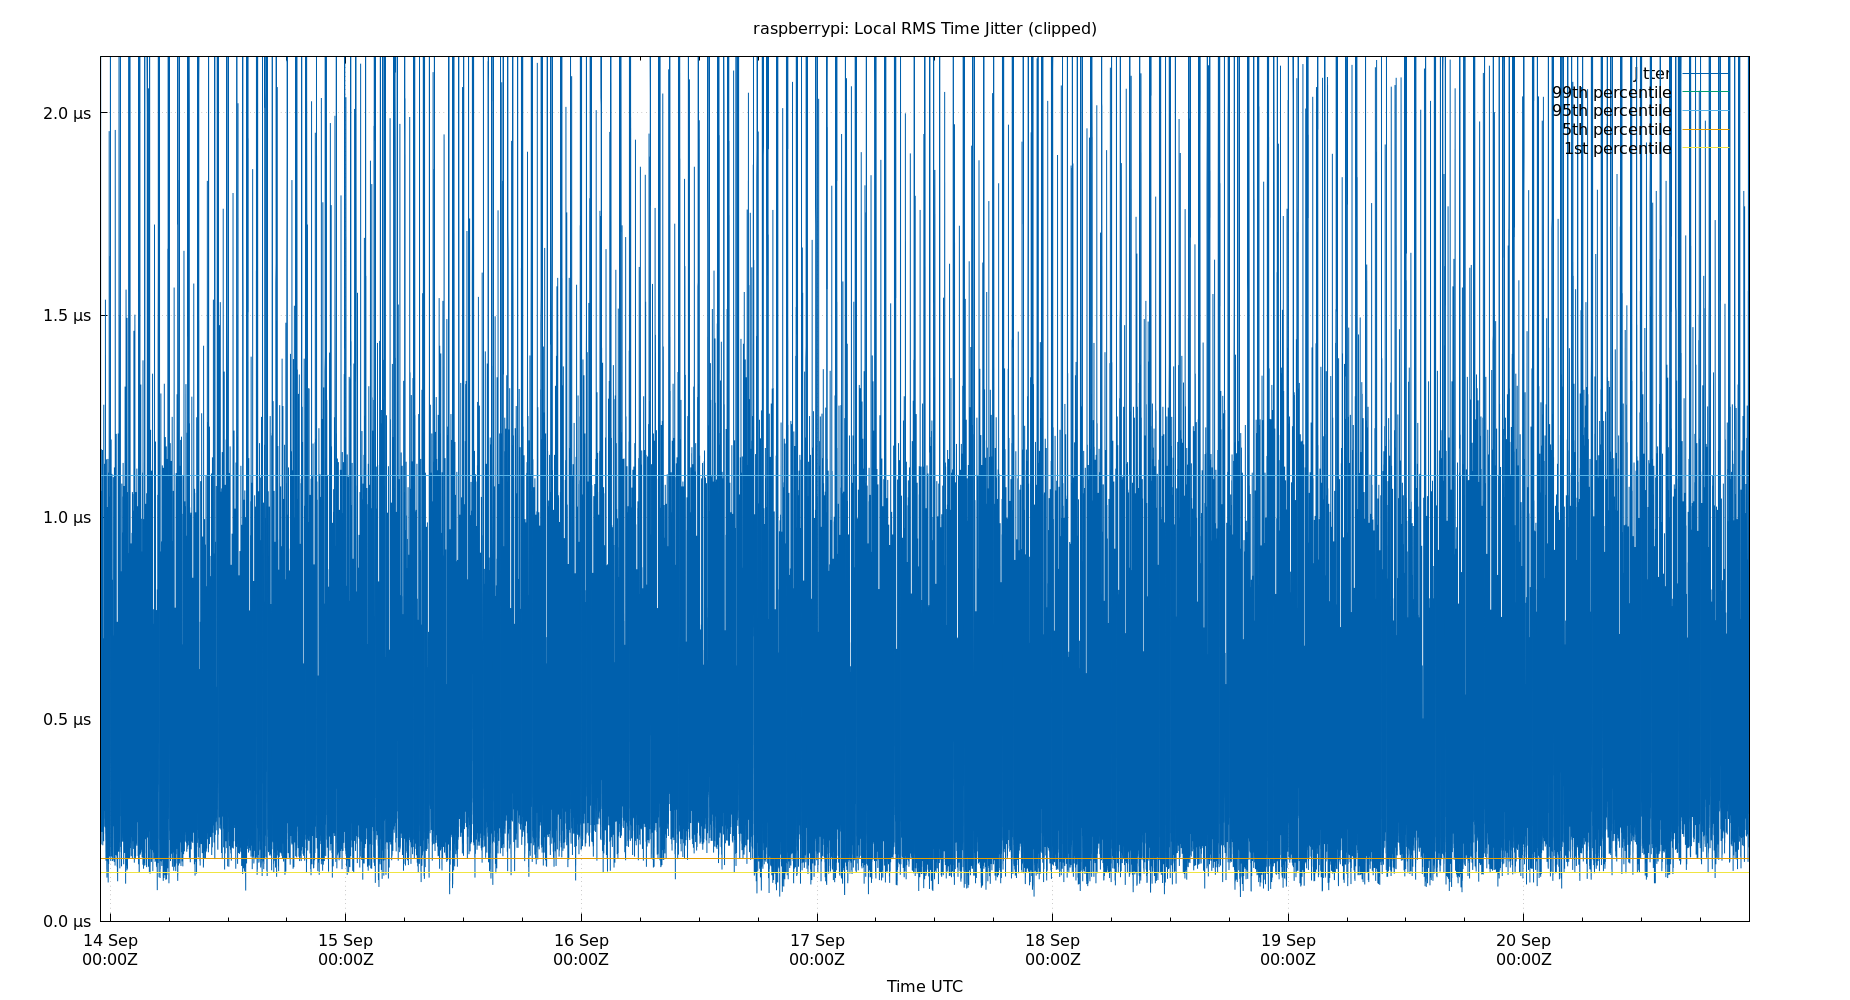 raspberrypi: Local RMS Time Jitter (clipped)
jitter
99th percentile
95th percentile
5th percentile
1st percentile
2.0 µs
1.5 µs
1.0 µs
0.5 µs
0.0 µs
14 Sep 15 Sep 16 Sep 17 Sep 18 Sep 19 Sep 20 Sep
00:00Z 00:00Z 00:00Z 00:00Z 00:00Z 00:00Z 00:00Z
Time UTC